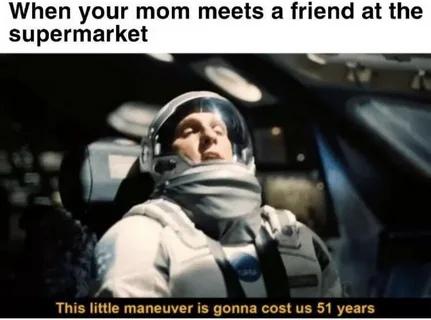 When your mom meets a friend at the
supermarket
This little maneuver is gonna cost us 51 years